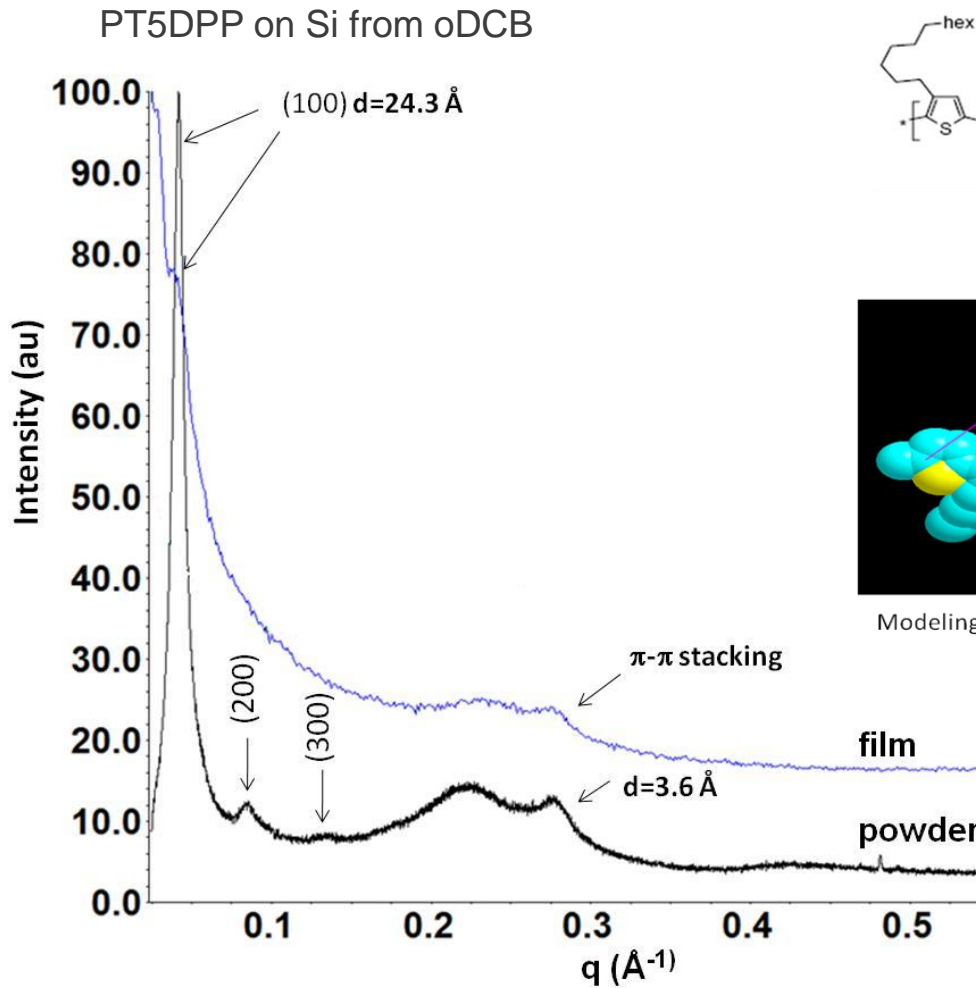 PT5DPP on Si from oDCB
hex
*
S
(100) d=24.3 Å
100.0
90.0
80.0
70.0
60.0
50.0
40.0
30.0
20.0
10.0
0.0
Intensity (au)
Modeling
(200)
(300)
π-π stacking
film
d=3.6 Å
powder
0.1 0.2 0.3 0.4 0.5
q (Å⁻¹)